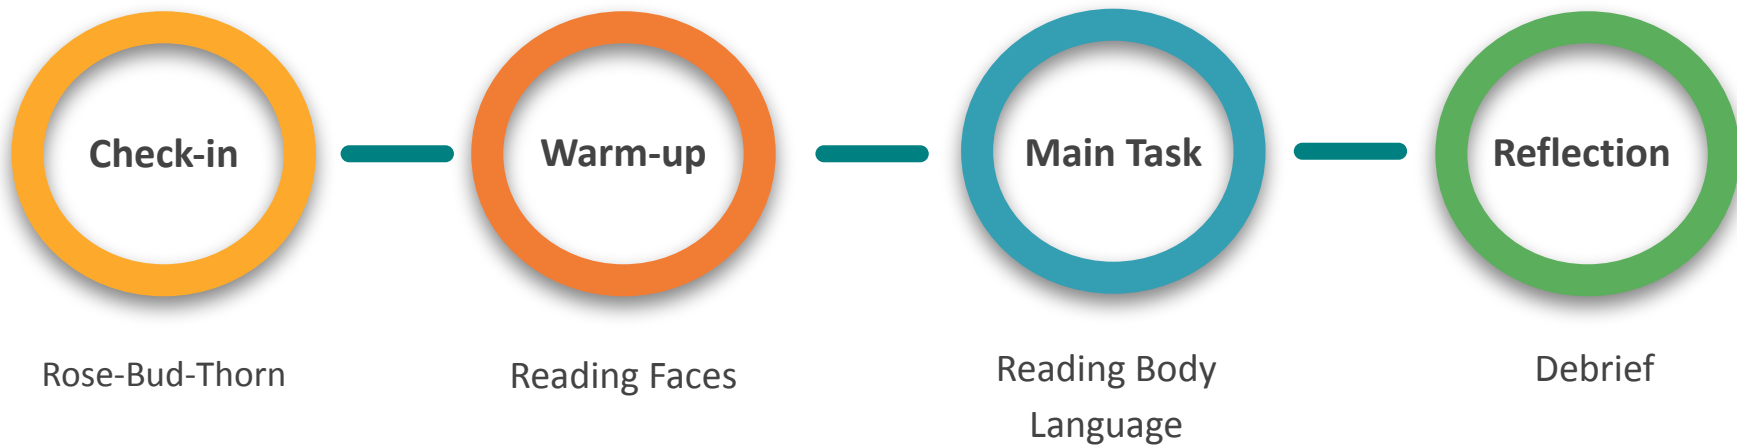 Check-in
Warm-up
Main Task
Reflection
Rose-Bud-Thorn
Reading Faces
Reading Body
Language
Debrief